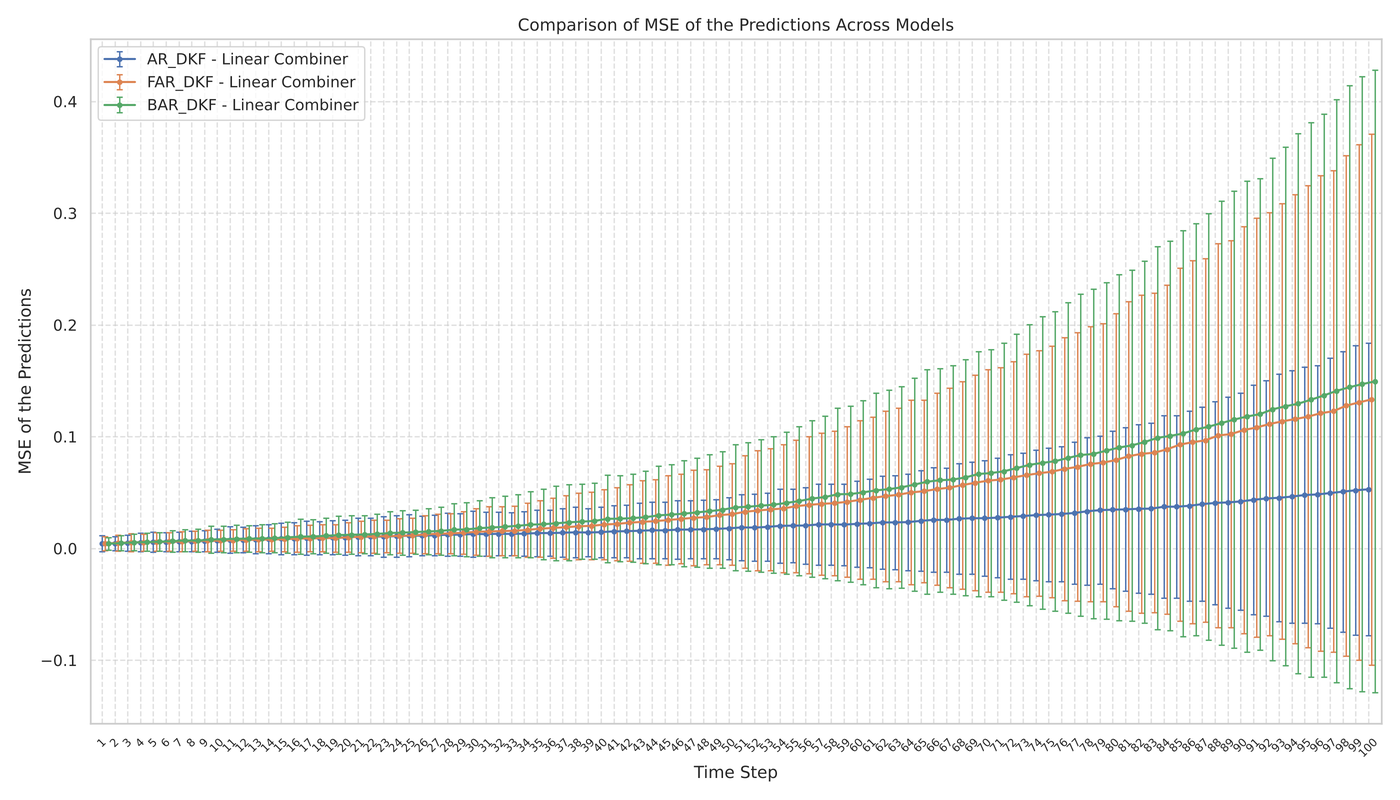 Comparison of MSE of the Predictions Across Models
AR_DKF - Linear Combiner
FAR_DKF - Linear Combiner
BAR_DKF - Linear Combiner
MSE of the Predictions
0.4
0.3
0.2
0.1
0.0
−0.1
1 2 3 4 5 6 7 8 9 10 11 12 13 14 15 16 17 18 19 20 21 22 23 24 25 26 27 28 29 30 31 32 33 34 35 36 37 38 39 40 41 42 43 44 45 46 47 48 49 50 51 52 53 54 55 56 57 58 59 60 61 62 63 64 65 66 67 68 69 70 71 72 73 74 75 76 77 78 79 80 81 82 83 84 85 86 87 88 89 90 91 92 93 94 95 96 97 98 99 100
Time Step